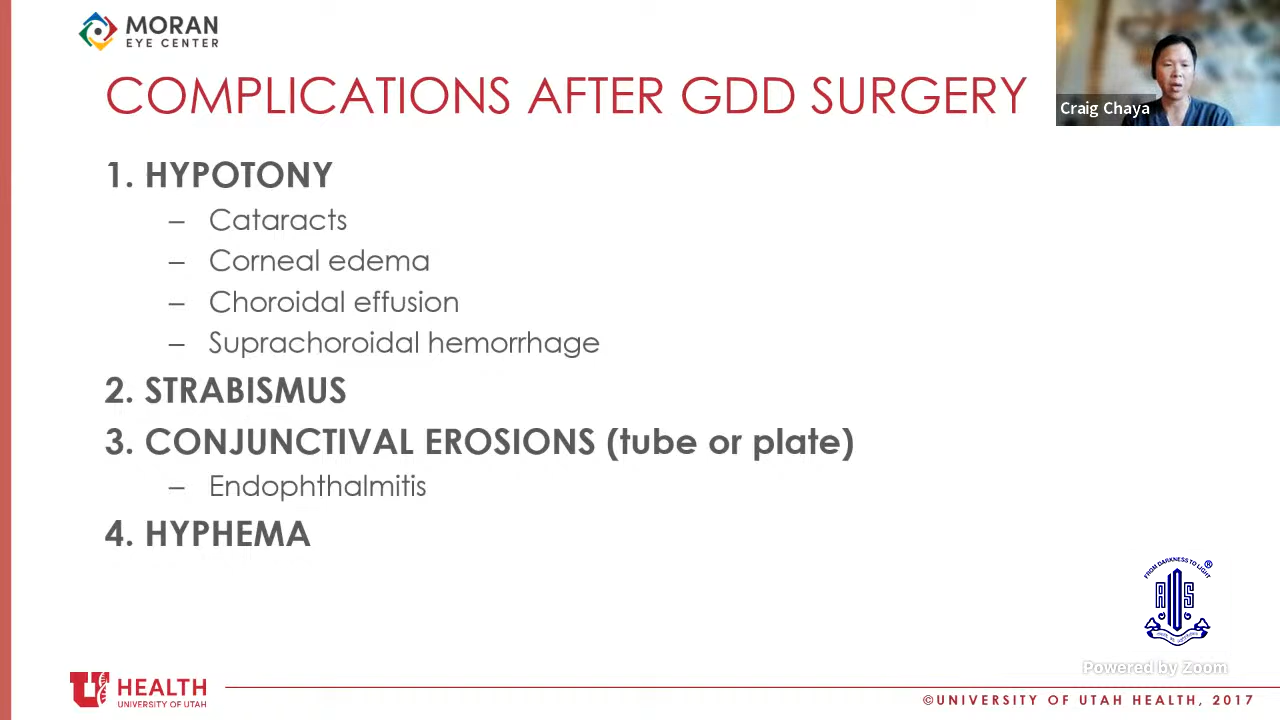 MORAN
EYE CENTER
COMPLICATIONS AFTER GDD SURGERY
Craig Chaya
1. HYPOTONY
– Cataracts
– Corneal edema
– Choroidal effusion
– Suprachoroidal hemorrhage
2. STRABISMUS
3. CONJUNCTIVAL EROSIONS (tube or plate)
– Endophthalmitis
4. HYPHEMA
FROM DARKNESS TO LIGHT ®
AIOS
Powered by Zoom
U HEALTH
UNIVERSITY OF UTAH
©UNIVERSITY OF UTAH HEALTH, 2017